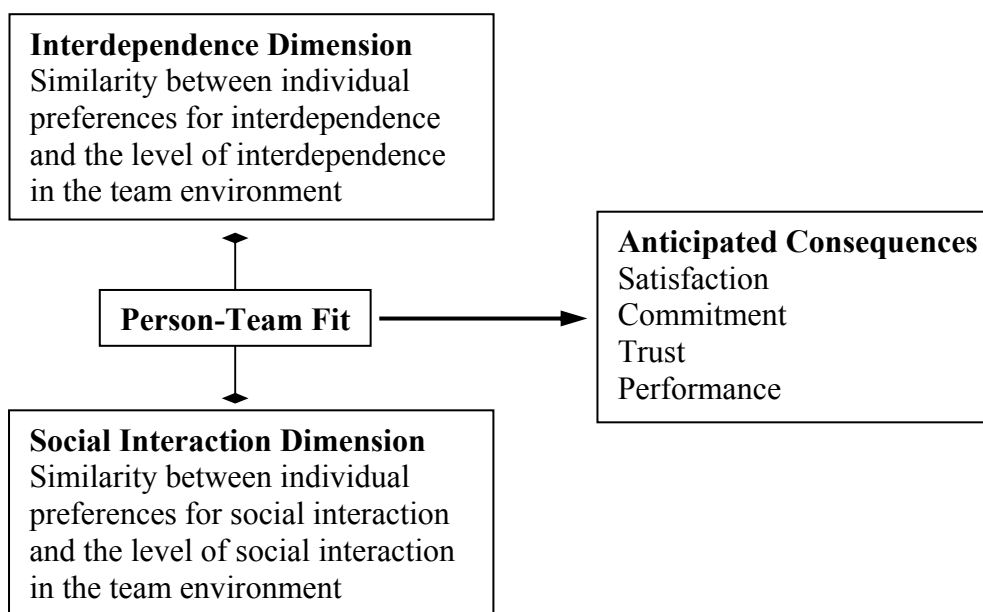 Interdependence Dimension
Similarity between individual
preferences for interdependence
and the level of interdependence
in the team environment
Person-Team Fit
Anticipated Consequences
Satisfaction
Commitment
Trust
Performance
Social Interaction Dimension
Similarity between individual
preferences for social interaction
and the level of social interaction
in the team environment